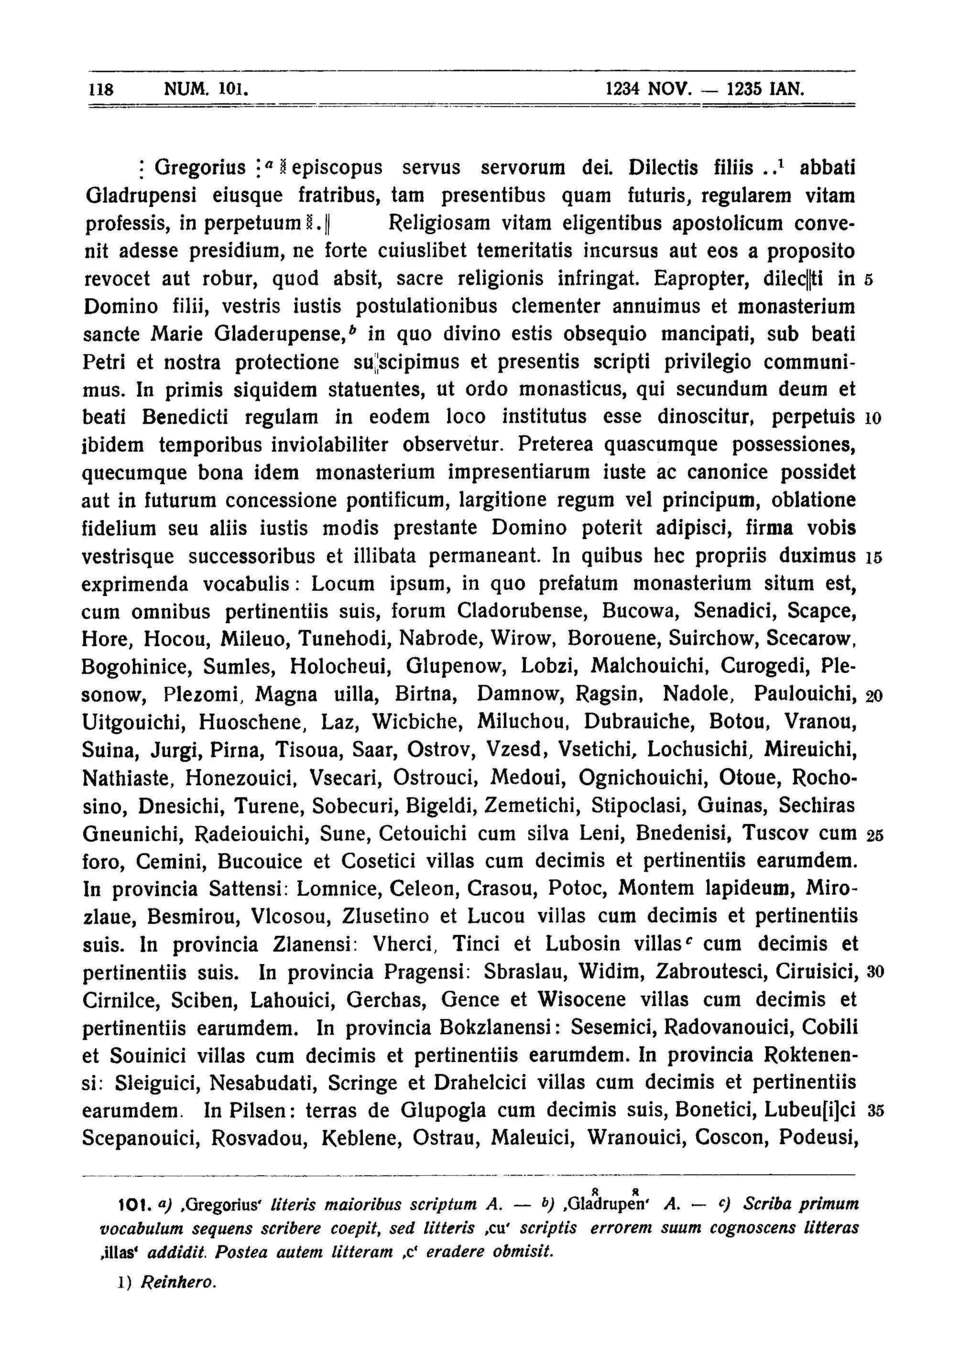 118 NUM. 101. 1234 NOV. — 1235 IAN.
⋮ Gregorius ⋮ᵃ ⁞ episcopus servus servorum dei. Dilectis filiis ..¹ abbati
Gladrupensi eiusque fratribus, tam presentibus quam futuris, regularem vitam
professis, in perpetuum ⁞. || Religiosam vitam eligentibus apostolicum conve-
nit adesse presidium, ne forte cuiuslibet temeritatis incursus aut eos a proposito
revocet aut robur, quod absit, sacre religionis infringat. Eapropter, dilec||ti in 5
Domino filii, vestris iustis postulationibus clementer annuimus et monasterium
sancte Marie Gladerupense,ᵇ in quo divino estis obsequio mancipati, sub beati
Petri et nostra protectione su||scipimus et presentis scripti privilegio communi-
mus. In primis siquidem statuentes, ut ordo monasticus, qui secundum deum et
beati Benedicti regulam in eodem loco institutus esse dinoscitur, perpetuis 10
ibidem temporibus inviolabiliter observetur. Preterea quascumque possessiones,
quecumque bona idem monasterium impresentiarum iuste ac canonice possidet
aut in futurum concessione pontificum, largitione regum vel principum, oblatione
fidelium seu aliis iustis modis prestante Domino poterit adipisci, firma vobis
vestrisque successoribus et illibata permaneant. In quibus hec propriis duximus 15
exprimenda vocabulis: Locum ipsum, in quo prefatum monasterium situm est,
cum omnibus pertinentiis suis, forum Cladorubense, Bucowa, Senadici, Scapce,
Hore, Hocou, Mileuo, Tunehodi, Nabrode, Wirow, Borouene, Suirchow, Scecarow,
Bogohinice, Sumles, Holocheui, Glupenow, Lobzi, Malchouichi, Curogedi, Ple-
sonow, Plezomi, Magna uilla, Birtna, Damnow, Ragsin, Nadole, Paulouichi, 20
Uitgouichi, Huoschene, Laz, Wicbiche, Miluchou, Dubrauiche, Botou, Vranou,
Suina, Jurgi, Pirna, Tisoua, Saar, Ostrov, Vzesd, Vsetichi, Lochusichi, Mireuichi,
Nathiaste, Honezouici, Vsecari, Ostrouci, Medoui, Ognichouichi, Otoue, Rocho-
sino, Dnesichi, Turene, Sobecuri, Bigeldi, Zemetichi, Stipoclasi, Guinas, Sechiras
Gneunichi, Radeiouichi, Sune, Cetouichi cum silva Leni, Bnedenisi, Tuscov cum 25
foro, Cemini, Bucouice et Cosetici villas cum decimis et pertinentiis earumdem.
In provincia Sattensi: Lomnice, Celeon, Crasou, Potoc, Montem lapideum, Miro-
zlaue, Besmirou, Vlcosou, Zlusetino et Lucou villas cum decimis et pertinentiis
suis. In provincia Zlanensi: Vherci, Tinci et Lubosin villasᶜ cum decimis et
pertinentiis suis. In provincia Pragensi: Sbraslau, Widim, Zabroutesci, Ciruisici, 30
Cirnilce, Sciben, Lahouici, Gerchas, Gence et Wisocene villas cum decimis et
pertinentiis earumdem. In provincia Bokzlanensi: Sesemici, Radovanouici, Cobili
et Souinici villas cum decimis et pertinentiis earumdem. In provincia Roktenen-
si: Sleiguici, Nesabudati, Scringe et Drahelcici villas cum decimis et pertinentiis
earumdem. In Pilsen: terras de Glupogla cum decimis suis, Bonetici, Lubeu[i]ci 35
Scepanouici, Rosvadou, Keblene, Ostrau, Maleuici, Wranouici, Coscon, Podeusi,
101. a) ‚Gregorius‘ literis maioribus scriptum A. — b) ‚Gladrupen‘ A. — c) Scriba primum
vocabulum sequens scribere coepit, sed litteris ‚cu‘ scriptis errorem suum cognoscens litteras
‚illas‘ addidit. Postea autem litteram ‚c‘ eradere obmisit.
1) Reinhero.